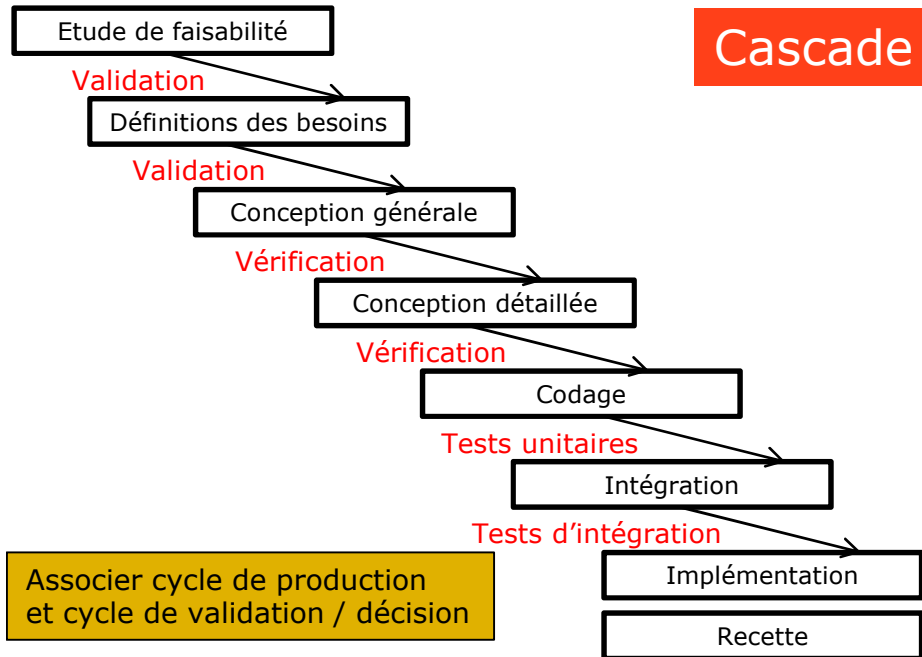 Etude de faisabilité
Cascade
Validation
Définitions des besoins
Validation
Conception générale
Vérification
Conception détaillée
Vérification
Codage
Tests unitaires
Intégration
Tests d’intégration
Implémentation
Associer cycle de production
et cycle de validation / décision
Recette